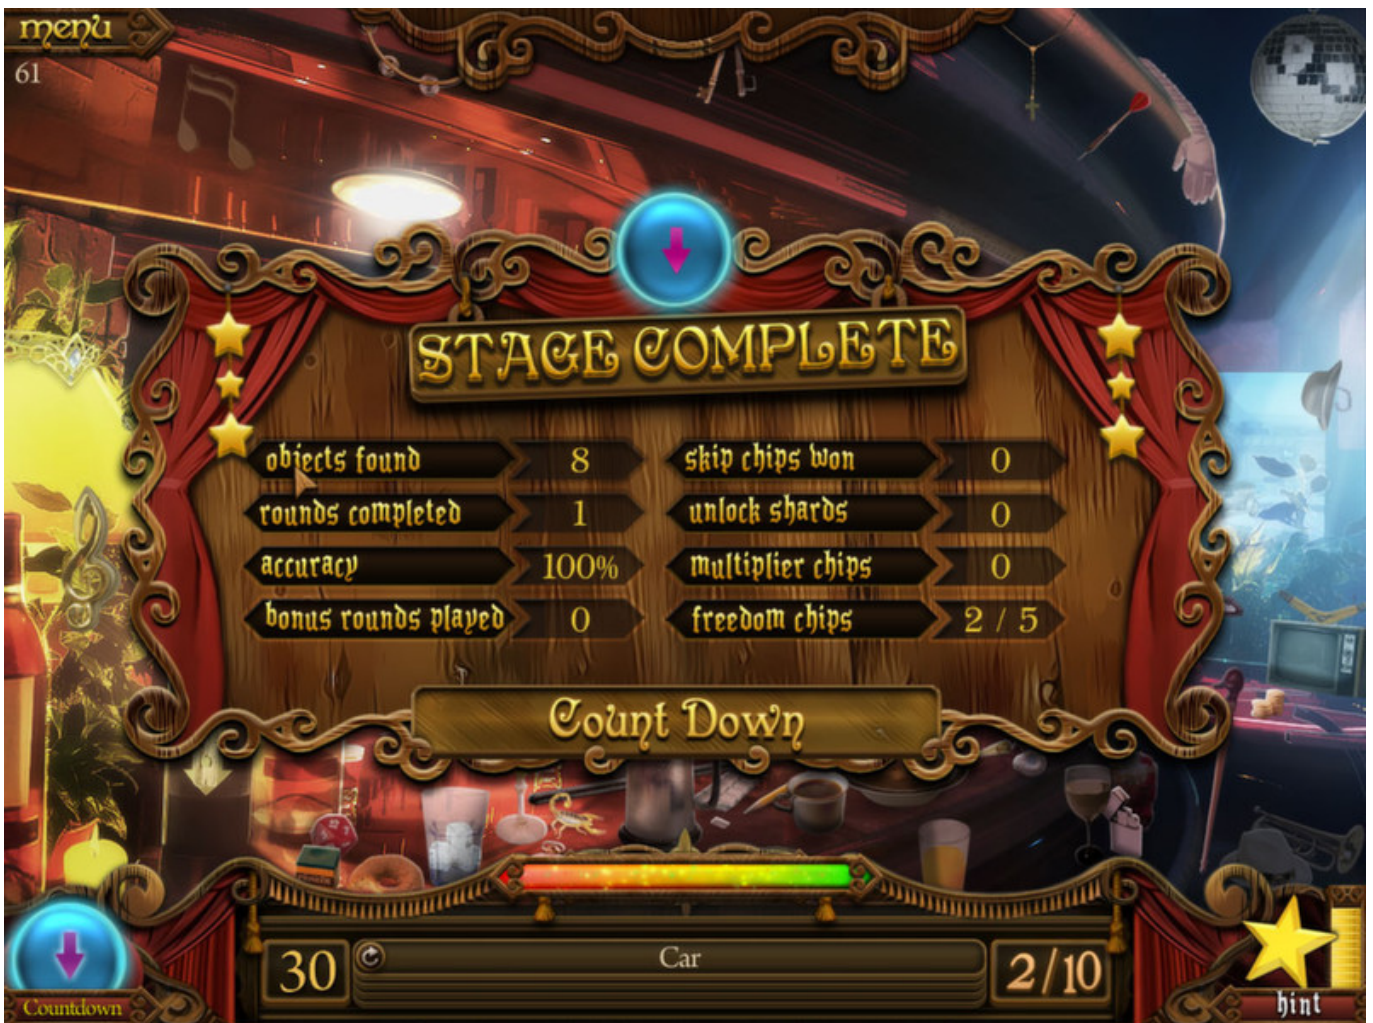 menu
61
STAGE COMPLETE
objects found 8
skip chips won 0
rounds completed 1
unlock shards 0
accuracy 100%
multiplier chips 0
bonus rounds played 0
freedom chips 2 / 5
Count Down
30
Car
2/10
Countdown
hint